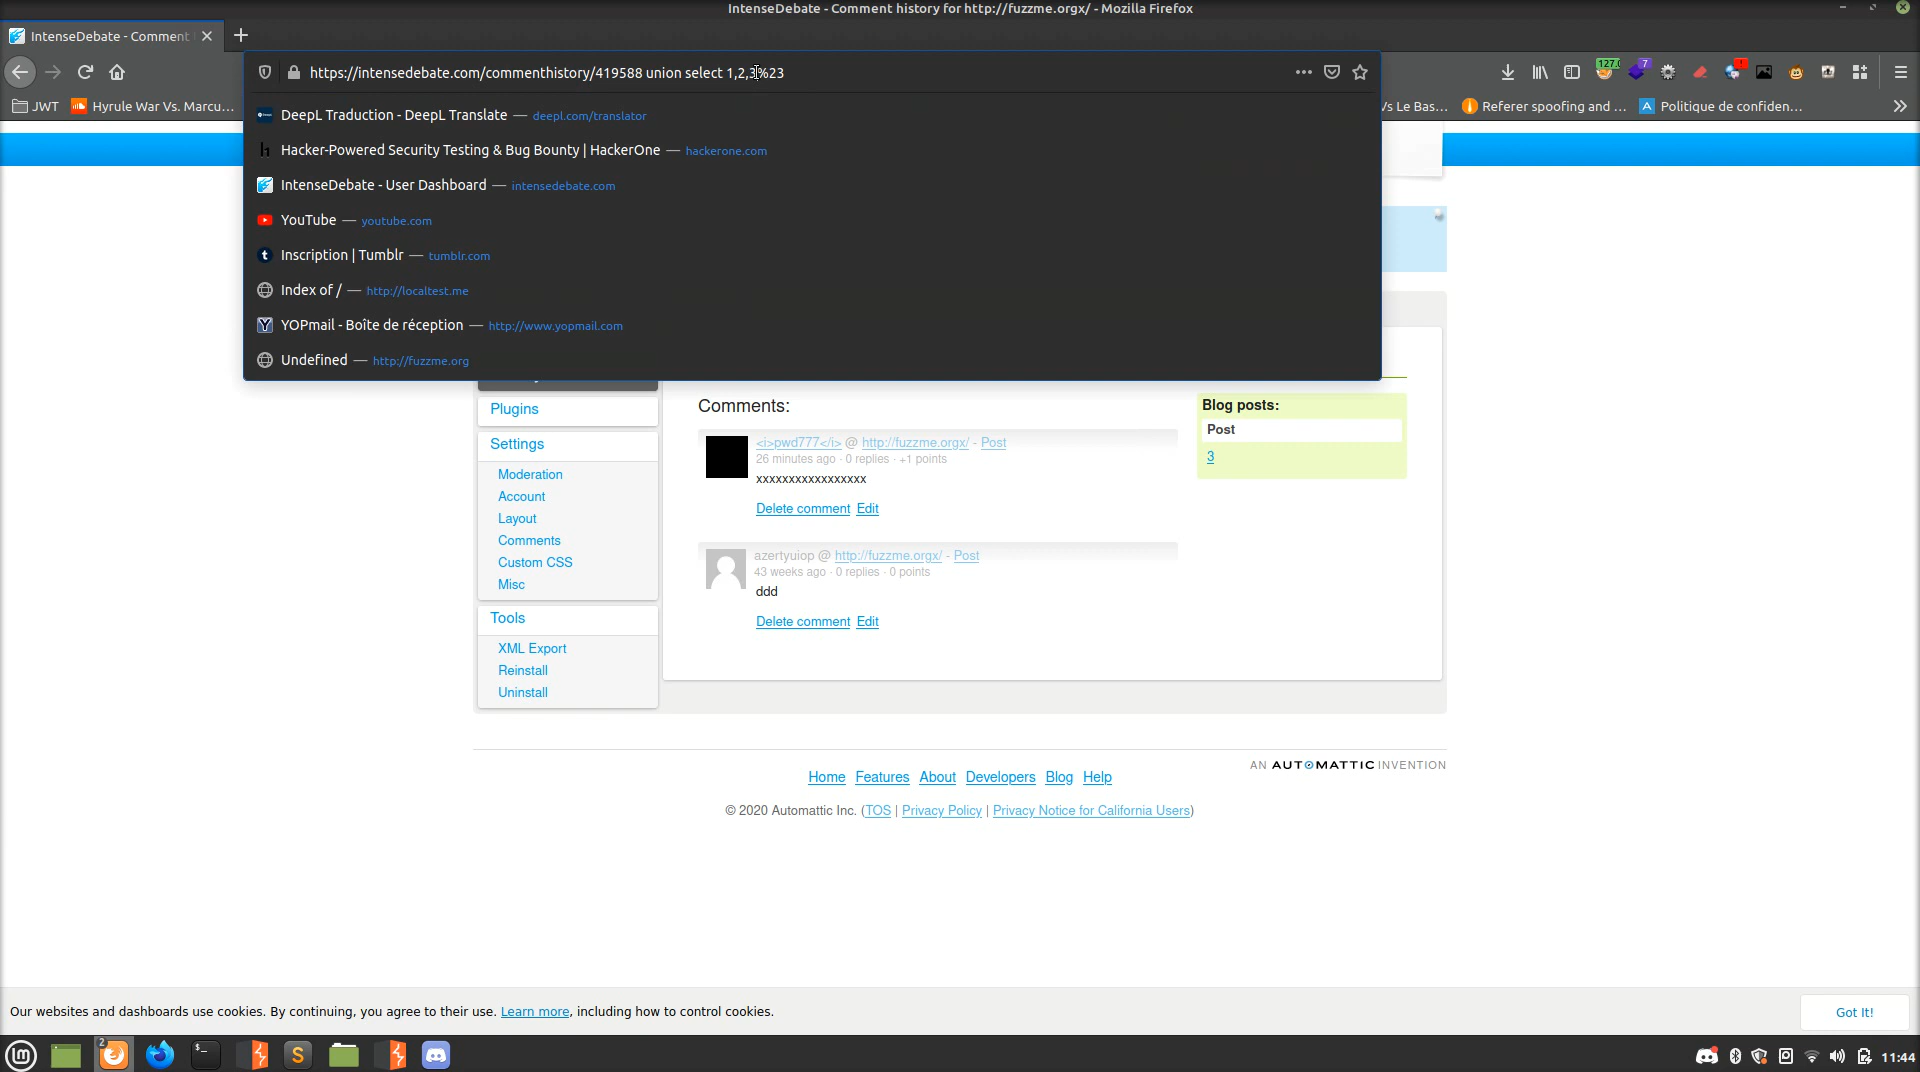 IntenseDebate - Comment history for http://fuzzme.orgx/ - Mozilla Firefox
IntenseDebate - Comment
https://intensedebate.com/commenthistory/419588 union select 1,2,3%23
127.0
7
!
JWT
Hyrule War Vs. Marcu...
Vs Le Bas...
Referer spoofing and ...
Politique de confiden...
DeepL Traduction - DeepL Translate — deepl.com/translator
Hacker-Powered Security Testing & Bug Bounty | HackerOne — hackerone.com
IntenseDebate - User Dashboard — intensedebate.com
YouTube — youtube.com
Inscription | Tumblr — tumblr.com
Index of / — http://localtest.me
YOPmail - Boîte de réception — http://www.yopmail.com
Undefined — http://fuzzme.org
Plugins
Settings
Moderation
Account
Layout
Comments
Custom CSS
Misc
Tools
XML Export
Reinstall
Uninstall
Comments:
<i>pwd777</i> @ http://fuzzme.orgx/ - Post
26 minutes ago · 0 replies · +1 points
xxxxxxxxxxxxxxxxx
Delete comment Edit
azertyuiop @ http://fuzzme.orgx/ - Post
43 weeks ago · 0 replies · 0 points
ddd
Delete comment Edit
Blog posts:
Post
3
AN AUTOMATTIC INVENTION
Home Features About Developers Blog Help
© 2020 Automattic Inc. (TOS | Privacy Policy | Privacy Notice for California Users)
Our websites and dashboards use cookies. By continuing, you agree to their use. Learn more, including how to control cookies.
Got It!
2
11:44